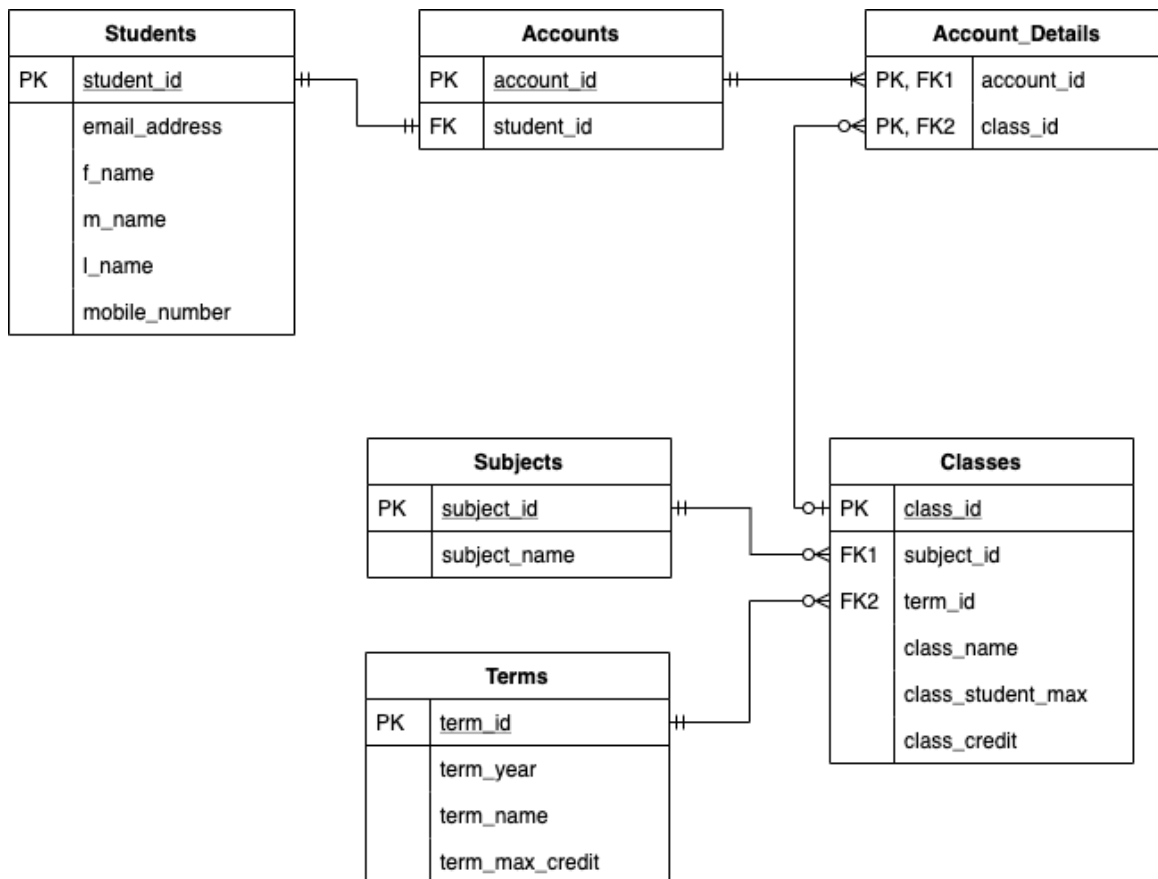 Students
PK student_id
email_address
f_name
m_name
l_name
mobile_number
Accounts
PK account_id
FK student_id
Account_Details
PK, FK1 account_id
PK, FK2 class_id
Subjects
PK subject_id
subject_name
Classes
PK class_id
FK1 subject_id
FK2 term_id
class_name
class_student_max
class_credit
Terms
PK term_id
term_year
term_name
term_max_credit